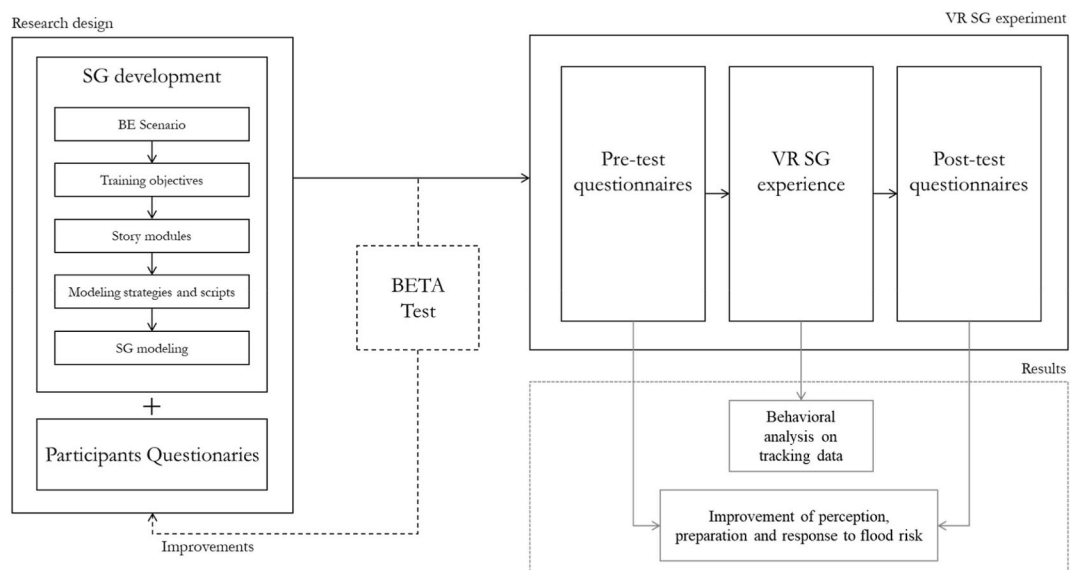 Research design
SG development
BE Scenario
Training objectives
Story modules
Modeling strategies and scripts
SG modeling
+
Participants Questionaries
BETA
Test
Improvements
VR SG experiment
Pre-test
questionnaires
VR SG
experience
Post-test
questionnaires
Results
Behavioral
analysis on
tracking data
Improvement of perception,
preparation and response to flood risk